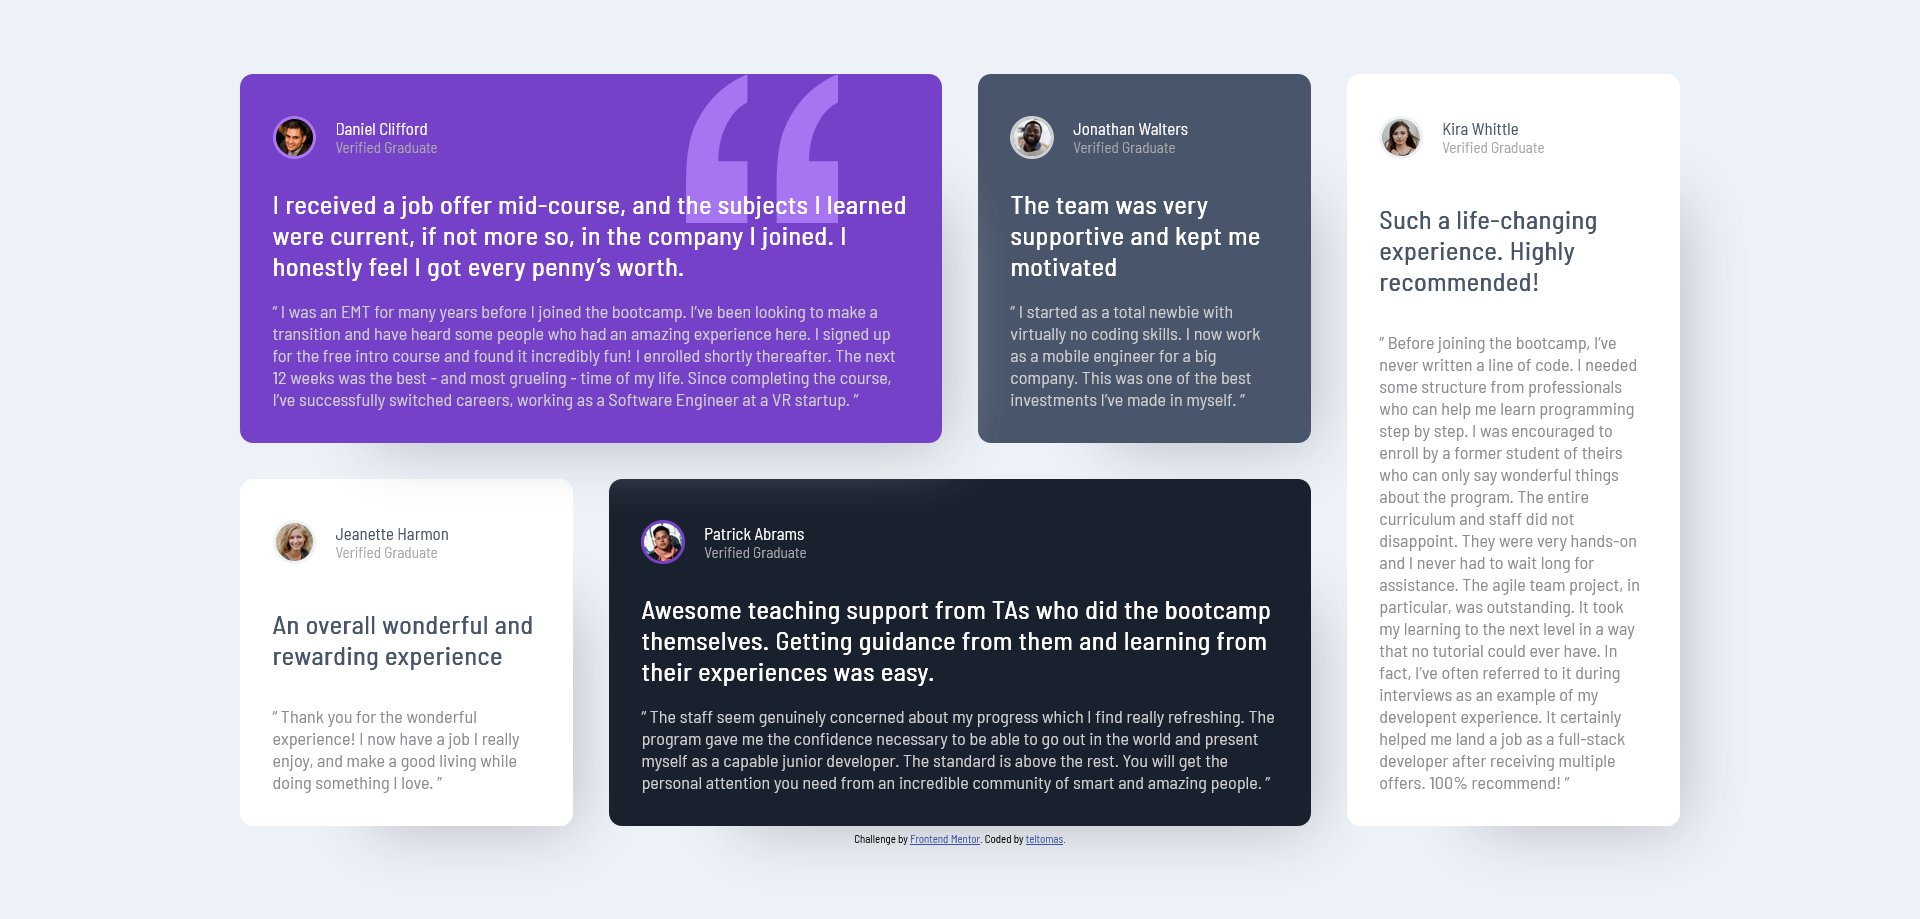 Daniel Clifford
Verified Graduate
I received a job offer mid-course, and the subjects I learned
were current, if not more so, in the company I joined. I
honestly feel I got every penny’s worth.
“ I was an EMT for many years before I joined the bootcamp. I’ve been looking to make a
transition and have heard some people who had an amazing experience here. I signed up
for the free intro course and found it incredibly fun! I enrolled shortly thereafter. The next
12 weeks was the best - and most grueling - time of my life. Since completing the course,
I’ve successfully switched careers, working as a Software Engineer at a VR startup. ”
Jonathan Walters
Verified Graduate
The team was very
supportive and kept me
motivated
“ I started as a total newbie with
virtually no coding skills. I now work
as a mobile engineer for a big
company. This was one of the best
investments I’ve made in myself. ”
Kira Whittle
Verified Graduate
Such a life-changing
experience. Highly
recommended!
“ Before joining the bootcamp, I’ve
never written a line of code. I needed
some structure from professionals
who can help me learn programming
step by step. I was encouraged to
enroll by a former student of theirs
who can only say wonderful things
about the program. The entire
curriculum and staff did not
disappoint. They were very hands-on
and I never had to wait long for
assistance. The agile team project, in
particular, was outstanding. It took
my learning to the next level in a way
that no tutorial could ever have. In
fact, I’ve often referred to it during
interviews as an example of my
developent experience. It certainly
helped me land a job as a full-stack
developer after receiving multiple
offers. 100% recommend! ”
Jeanette Harmon
Verified Graduate
An overall wonderful and
rewarding experience
“ Thank you for the wonderful
experience! I now have a job I really
enjoy, and make a good living while
doing something I love. ”
Patrick Abrams
Verified Graduate
Awesome teaching support from TAs who did the bootcamp
themselves. Getting guidance from them and learning from
their experiences was easy.
“ The staff seem genuinely concerned about my progress which I find really refreshing. The
program gave me the confidence necessary to be able to go out in the world and present
myself as a capable junior developer. The standard is above the rest. You will get the
personal attention you need from an incredible community of smart and amazing people. ”
Challenge by Frontend Mentor. Coded by teltomas.